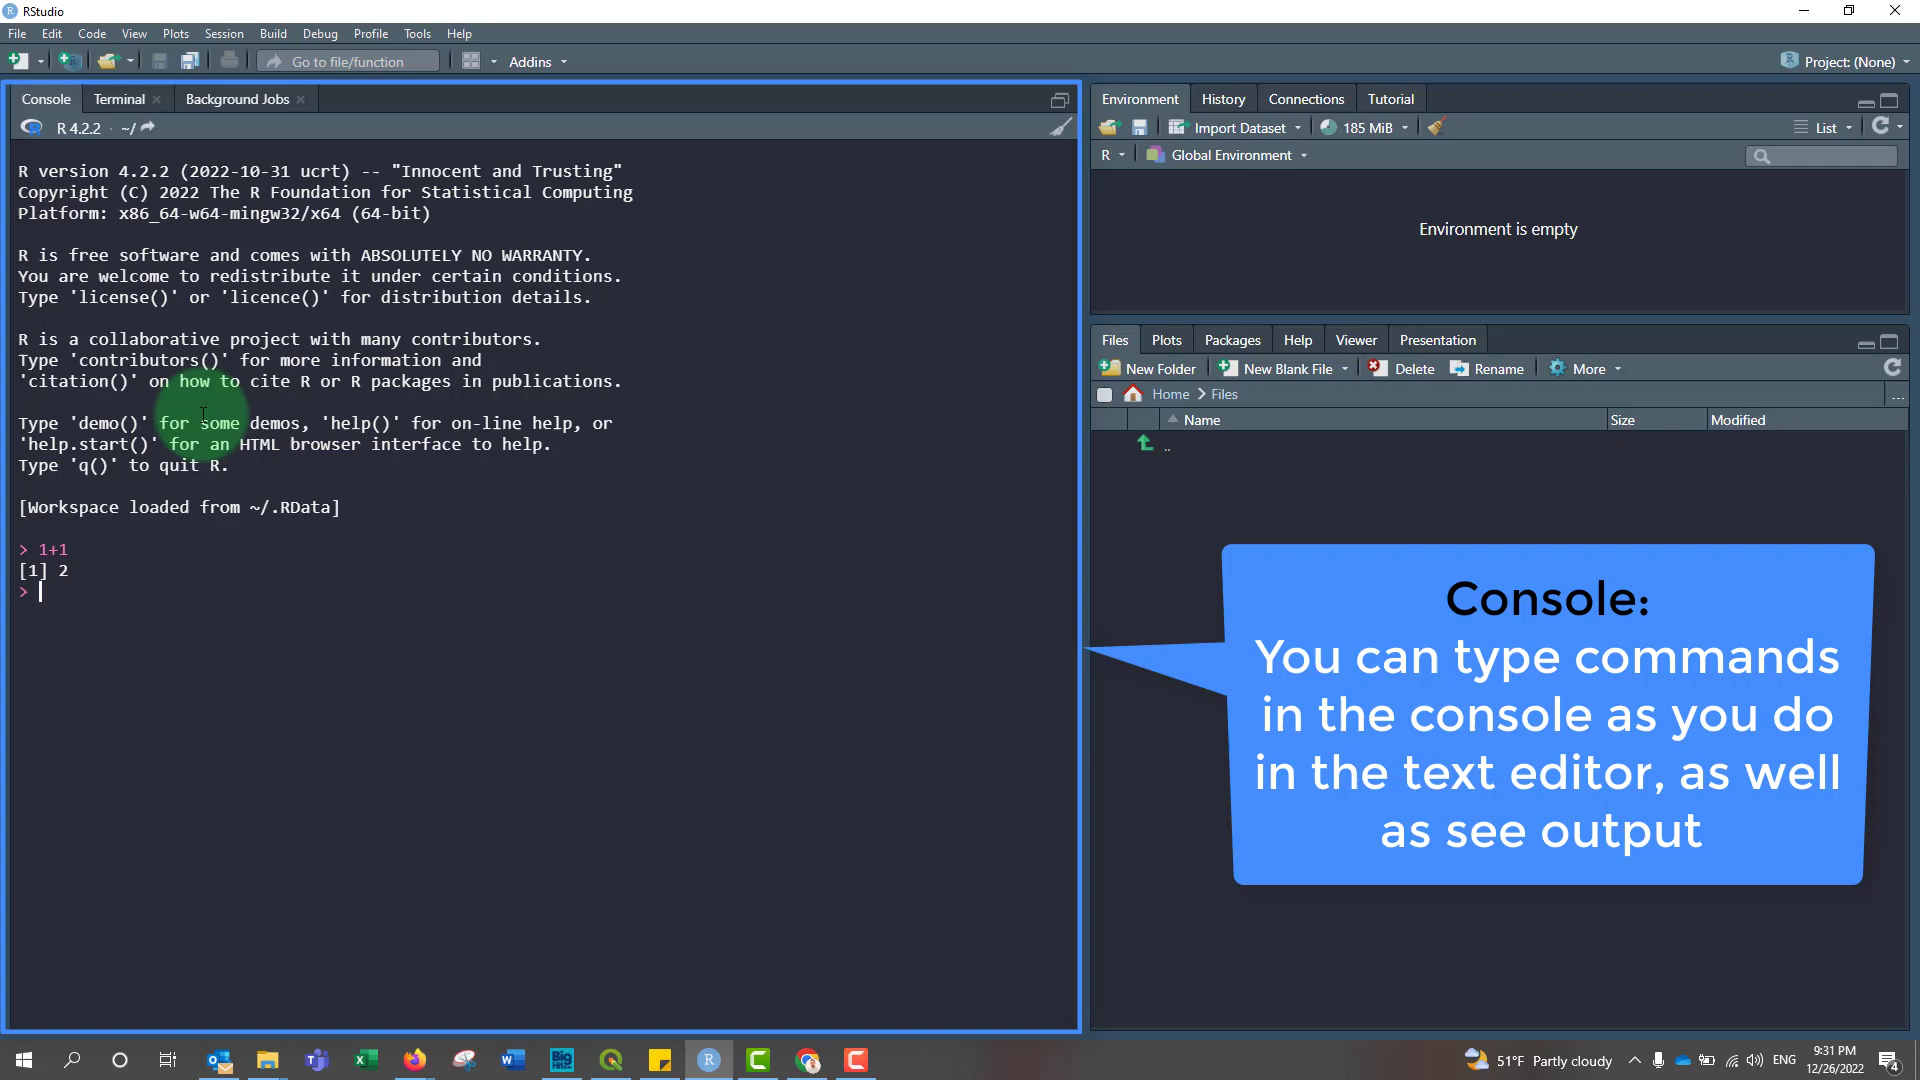 RStudio
File Edit Code View Plots Session Build Debug Profile Tools Help
Go to file/function Addins Project: (None)
Console Terminal Background Jobs
R 4.2.2 · ~/
R version 4.2.2 (2022-10-31 ucrt) -- "Innocent and Trusting"
Copyright (C) 2022 The R Foundation for Statistical Computing
Platform: x86_64-w64-mingw32/x64 (64-bit)
R is free software and comes with ABSOLUTELY NO WARRANTY.
You are welcome to redistribute it under certain conditions.
Type 'license()' or 'licence()' for distribution details.
R is a collaborative project with many contributors.
Type 'contributors()' for more information and
'citation()' on how to cite R or R packages in publications.
Type 'demo()' for some demos, 'help()' for on-line help, or
'help.start()' for an HTML browser interface to help.
Type 'q()' to quit R.
[Workspace loaded from ~/.RData]
> 1+1
[1] 2
>
Environment History Connections Tutorial
Import Dataset 185 MiB List
R Global Environment
Environment is empty
Files Plots Packages Help Viewer Presentation
New Folder New Blank File Delete Rename More
Home > Files ...
Name Size Modified
..
Console:
You can type commands
in the console as you do
in the text editor, as well
as see output
51°F Partly cloudy ENG
9:31 PM
12/26/2022
4